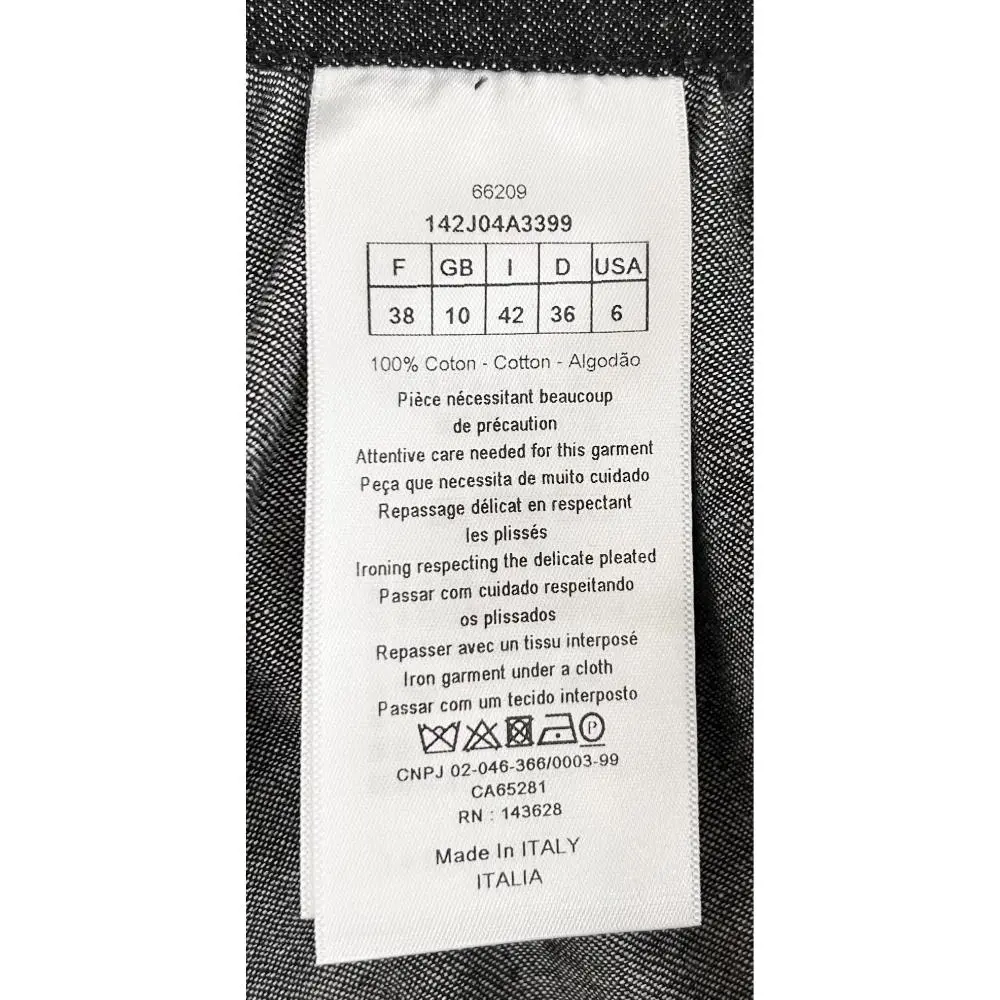 66209
142J04A3399
F GB I D USA
38 10 42 36 6
100% Coton - Cotton - Algodão
Pièce nécessitant beaucoup
de précaution
Attentive care needed for this garment
Peça que necessita de muito cuidado
Repassage délicat en respectant
les plissés
Ironing respecting the delicate pleated
Passar com cuidado respeitando
os plissados
Repasser avec un tissu interposé
Iron garment under a cloth
Passar com um tecido interposto
P
CNPJ 02-046-366/0003-99
CA65281
RN : 143628
Made In ITALY
ITALIA